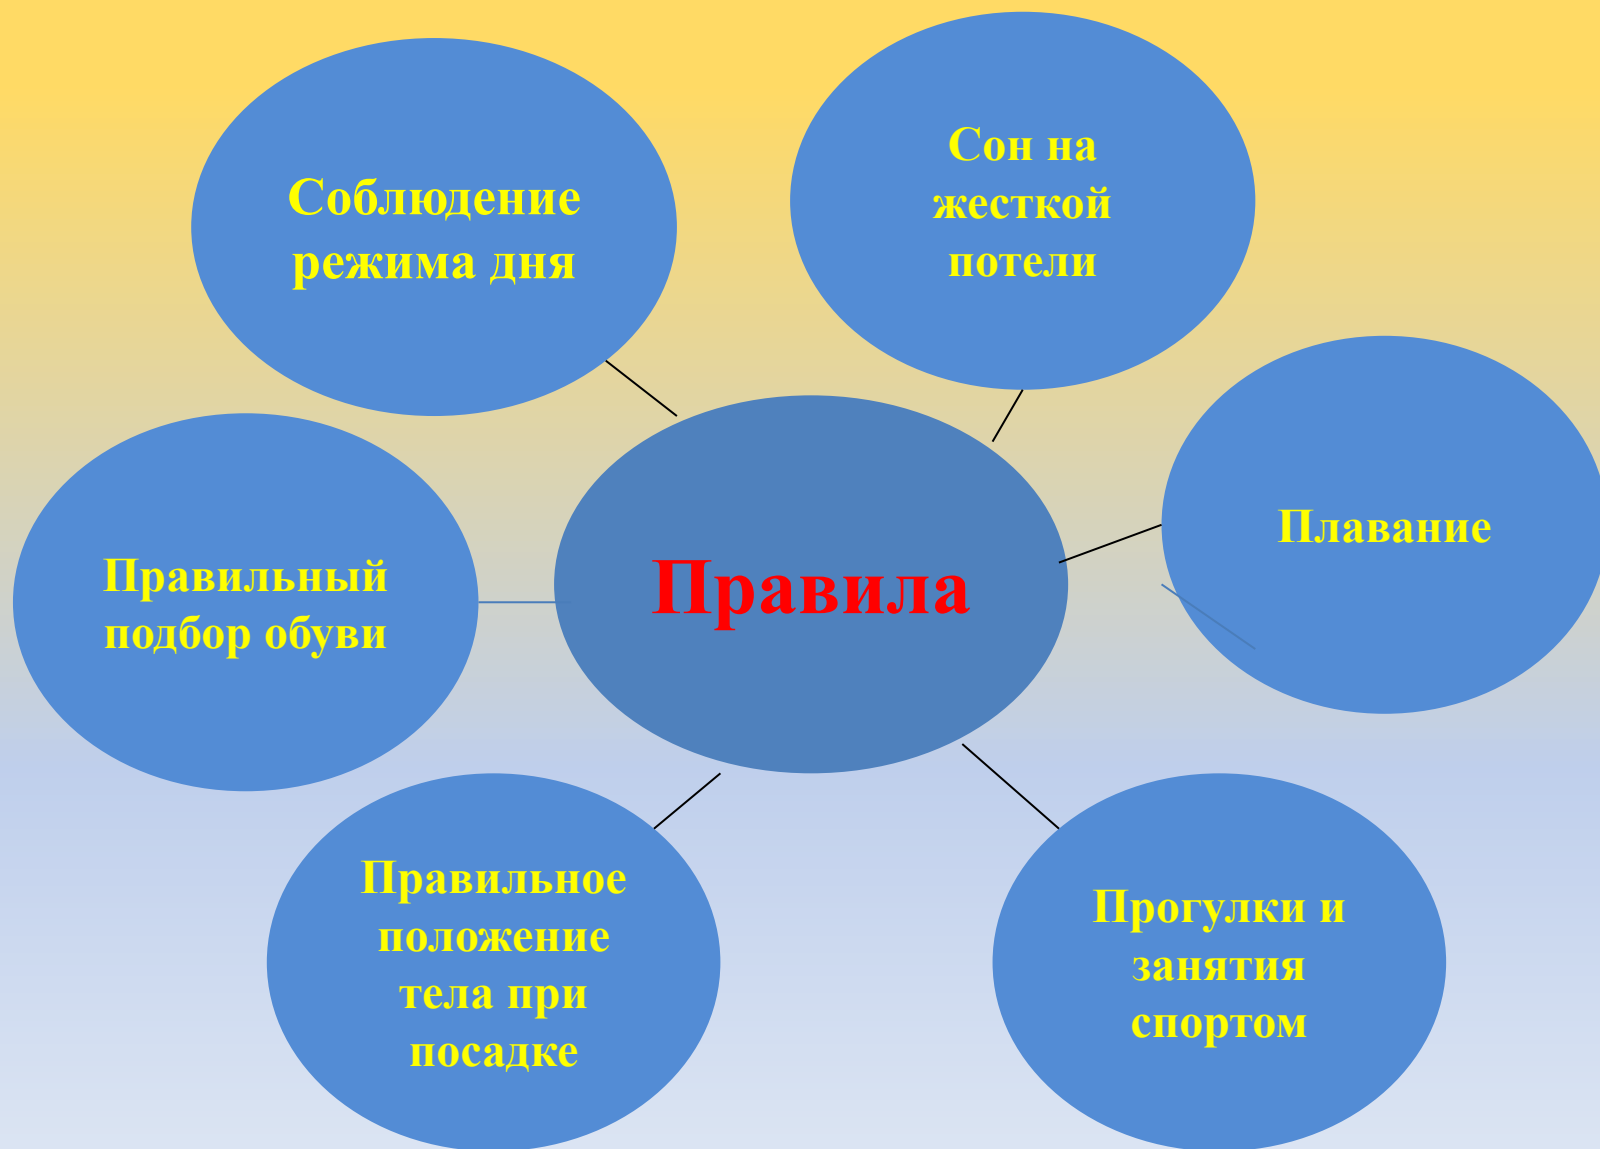 Соблюдение
режима дня
Сон на
жесткой
потели
Плавание
Правила
Правильный
подбор обуви
Правильное
положение
тела при
посадке
Прогулки и
занятия
спортом